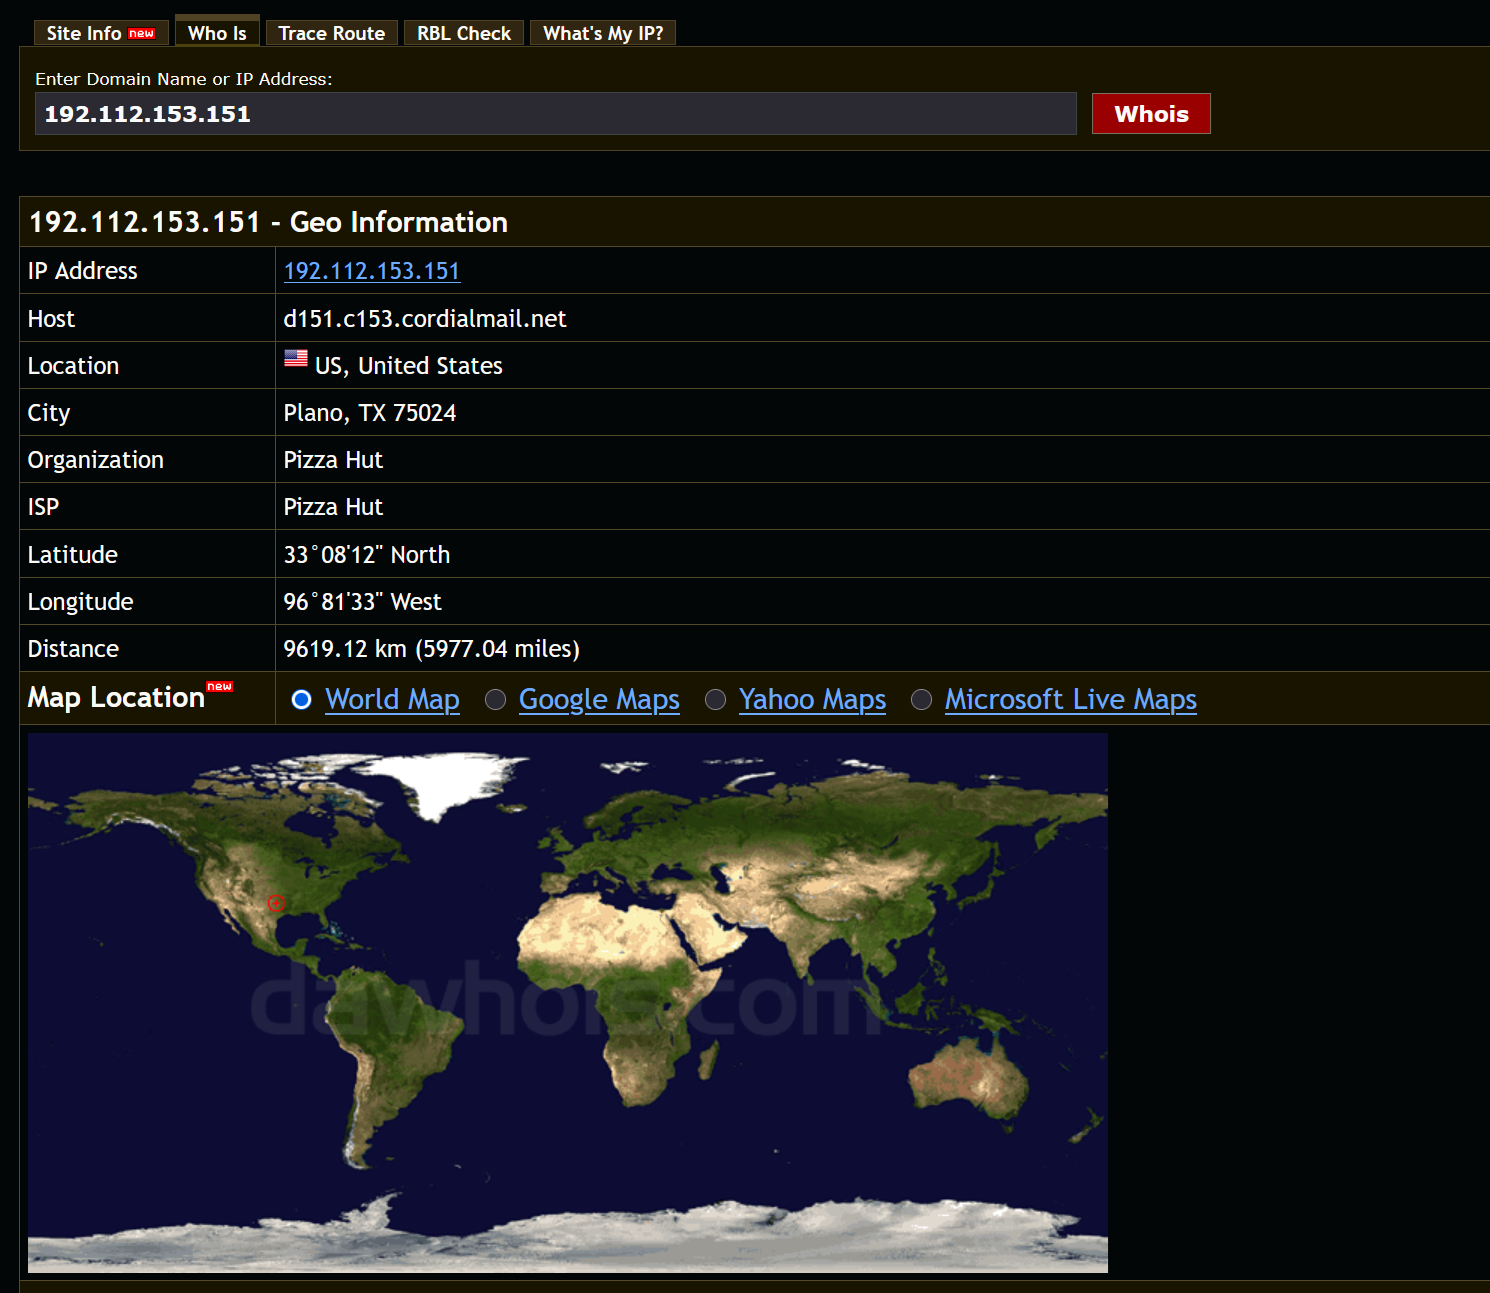 Site Info new Who Is Trace Route RBL Check What's My IP?
Enter Domain Name or IP Address:
192.112.153.151 Whois
192.112.153.151 - Geo Information
IP Address 192.112.153.151
Host d151.c153.cordialmail.net
Location US, United States
City Plano, TX 75024
Organization Pizza Hut
ISP Pizza Hut
Latitude 33°08'12" North
Longitude 96°81'33" West
Distance 9619.12 km (5977.04 miles)
Map Location new World Map Google Maps Yahoo Maps Microsoft Live Maps
dawhois.com